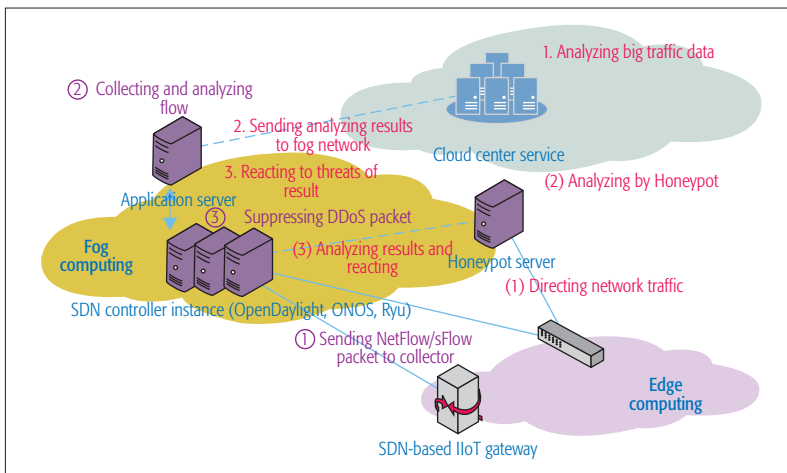 1. Analyzing big traffic data
② Collecting and analyzing
flow
2. Sending analyzing results
to fog network
Cloud center service
3. Reacting to threats of
result
(2) Analyzing by Honeypot
Application server
③ Suppressing DDoS packet
Fog
computing
(3) Analyzing results and
reacting
Honeypot server
(1) Directing network traffic
SDN controller instance (OpenDaylight, ONOS, Ryu)
① Sending NetFlow/sFlow
packet to collector
Edge
computing
SDN-based IIoT gateway